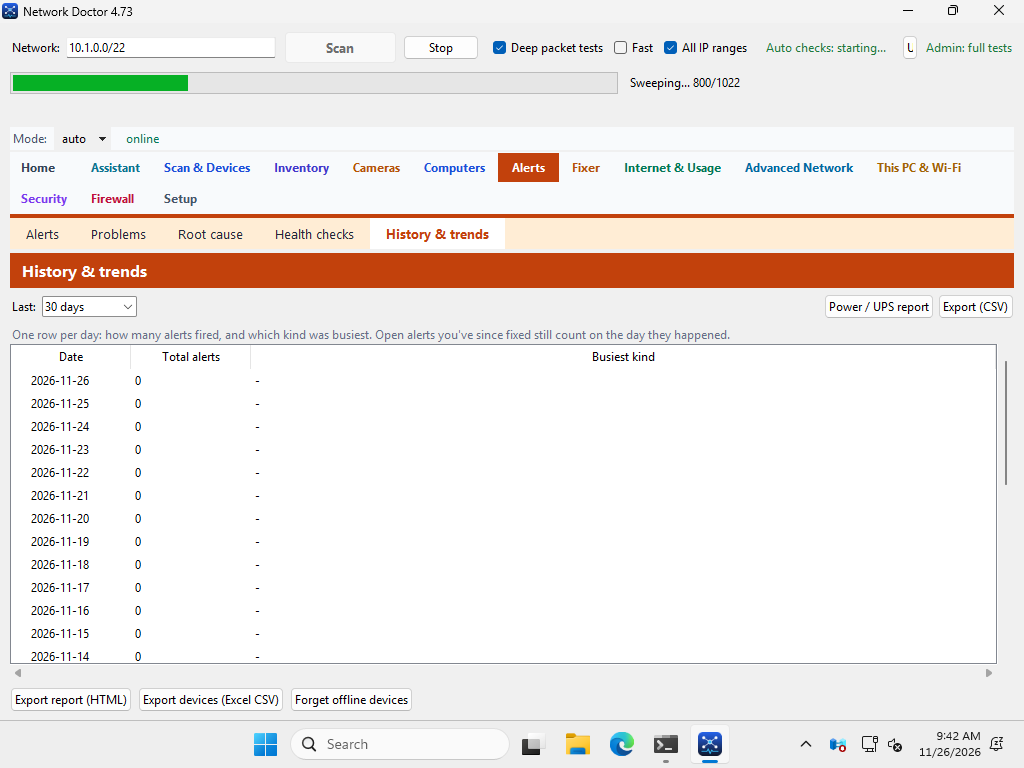 Network Doctor 4.73
Network: 10.1.0.0/22 Scan Stop Deep packet tests Fast All IP ranges Auto checks: starting... Admin: full tests
Sweeping... 800/1022
Mode: auto online
Home Assistant Scan & Devices Inventory Cameras Computers Alerts Fixer Internet & Usage Advanced Network This PC & Wi-Fi
Security Firewall Setup
Alerts Problems Root cause Health checks History & trends
History & trends
Last: 30 days Power / UPS report Export (CSV)
One row per day: how many alerts fired, and which kind was busiest. Open alerts you've since fixed still count on the day they happened.
Date Total alerts Busiest kind
2026-11-26 0 -
2026-11-25 0 -
2026-11-24 0 -
2026-11-23 0 -
2026-11-22 0 -
2026-11-21 0 -
2026-11-20 0 -
2026-11-19 0 -
2026-11-18 0 -
2026-11-17 0 -
2026-11-16 0 -
2026-11-15 0 -
2026-11-14 0 -
Export report (HTML) Export devices (Excel CSV) Forget offline devices
Search
9:42 AM
11/26/2026